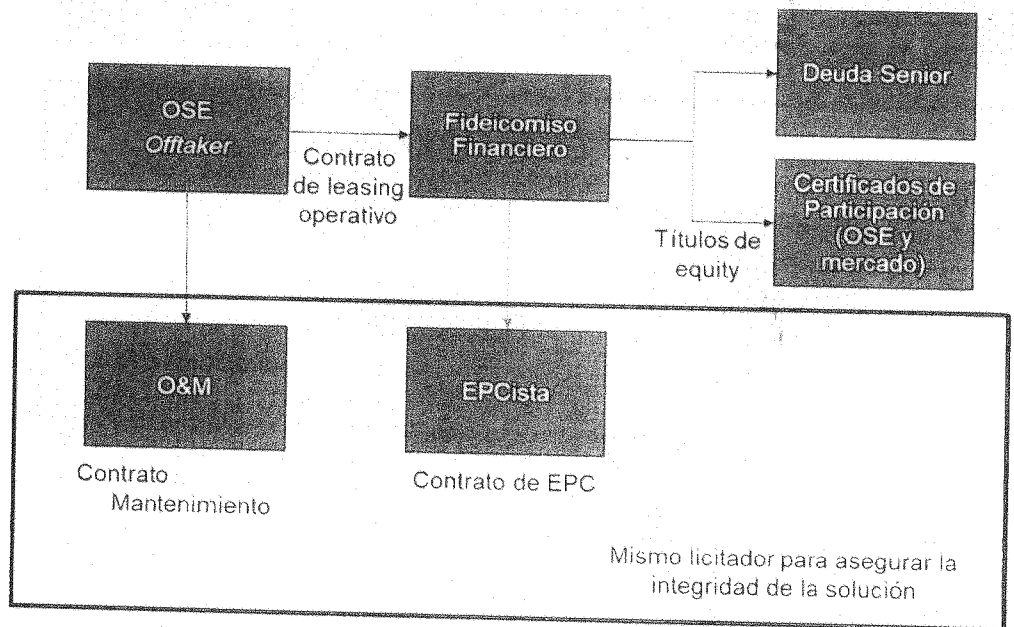 OSE
Offtaker
Contrato
de leasing
operativo
Fideicomiso
Financiero
Deuda Senior
Títulos de
equity
Certificados de
Participación
(OSE y
mercado)
O&M
Contrato
Mantenimiento
EPCista
Contrato de EPC
Mismo licitador para asegurar la
integridad de la solución